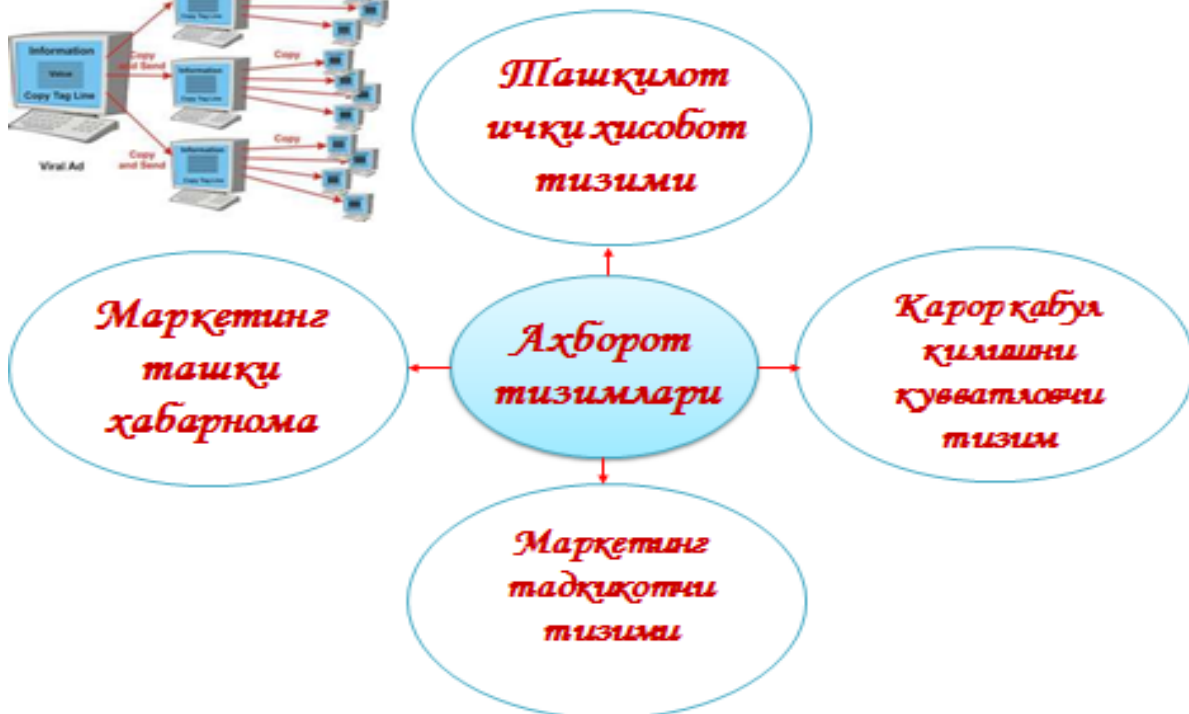 Copy Tag Line
Information
Value
Copy Tag Line
Viral Ad
Copy
and Send
Copy
Information
Copy
and Send
Copy
Information
Copy Tag Line
Ташкилот
ички хисобот
тизими
Маркетинг
ташки
хабарнома
Ахборот
тизимлари
Карор кабул
килишни
кувватловчи
тизим
Маркетинг
тадкикотчи
тизими